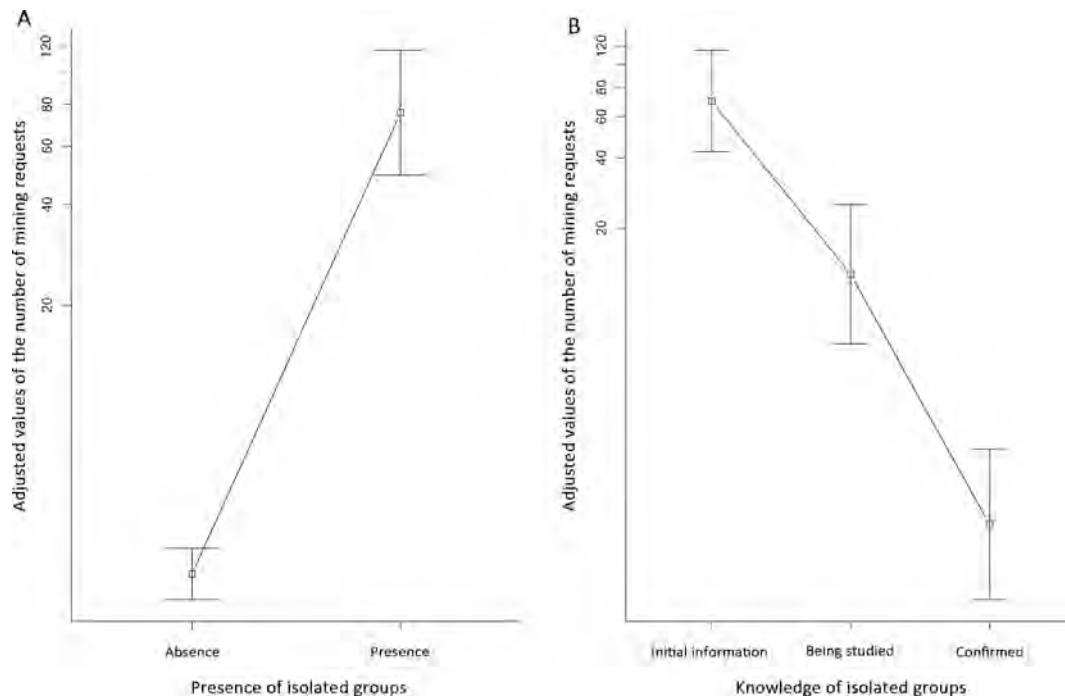 A
Adjusted values of the number of mining requests
120
80
60
40
20
Absence
Presence
Presence of isolated groups
B
Adjusted values of the number of mining requests
120
80
60
40
20
Initial information
Being studied
Confirmed
Knowledge of isolated groups